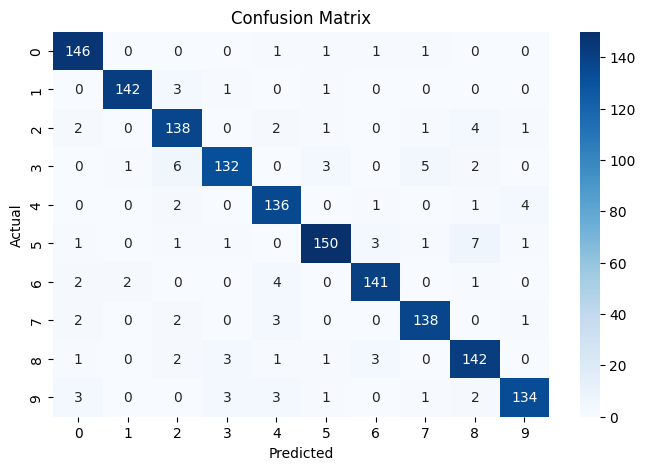 Confusion Matrix
0 146 0 0 0 1 1 1 1 0 0
1 0 142 3 1 0 1 0 0 0 0
2 2 0 138 0 2 1 0 1 4 1
3 0 1 6 132 0 3 0 5 2 0
4 0 0 2 0 136 0 1 0 1 4
5 1 0 1 1 0 150 3 1 7 1
6 2 2 0 0 4 0 141 0 1 0
7 2 0 2 0 3 0 0 138 0 1
8 1 0 2 3 1 1 3 0 142 0
9 3 0 0 3 3 1 0 1 2 134
0 1 2 3 4 5 6 7 8 9
Actual
Predicted
140
120
100
80
60
40
20
0